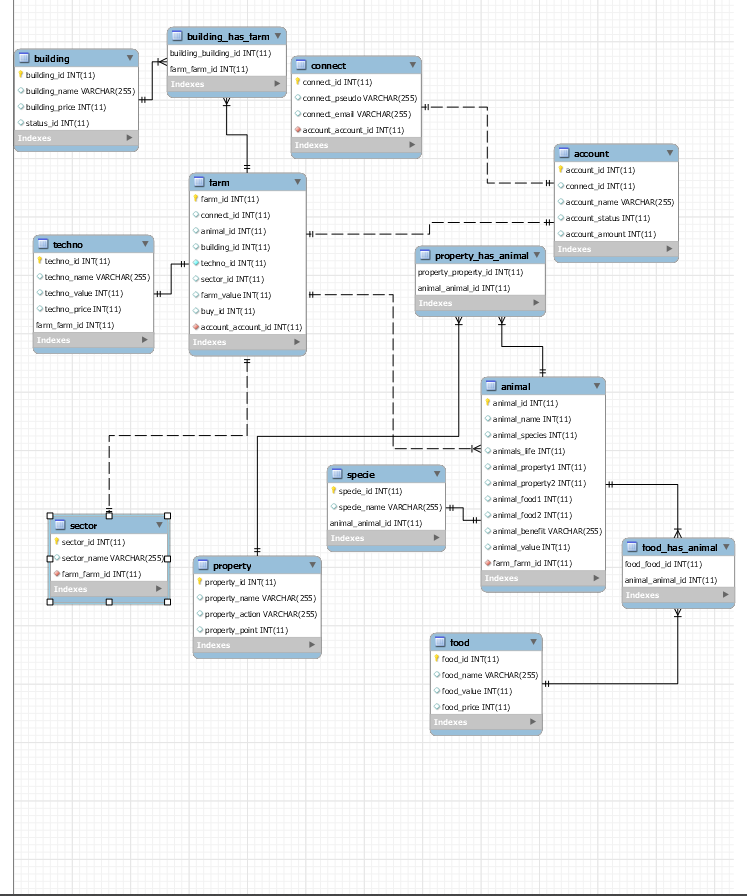 building_has_farm
building_building_id INT(11)
farm_farm_id INT(11)
Indexes
building
building_id INT(11)
building_name VARCHAR(255)
building_price INT(11)
status_id INT(11)
Indexes
connect
connect_id INT(11)
connect_pseudo VARCHAR(255)
connect_email VARCHAR(255)
account_account_id INT(11)
Indexes
account
account_id INT(11)
connect_id INT(11)
account_name VARCHAR(255)
account_status INT(11)
account_amount INT(11)
Indexes
farm
farm_id INT(11)
connect_id INT(11)
animal_id INT(11)
building_id INT(11)
techno_id INT(11)
sector_id INT(11)
farm_value INT(11)
buy_id INT(11)
account_account_id INT(11)
Indexes
techno
techno_id INT(11)
techno_name VARCHAR(255)
techno_value INT(11)
techno_price INT(11)
farm_farm_id INT(11)
Indexes
property_has_animal
property_property_id INT(11)
animal_animal_id INT(11)
Indexes
animal
animal_id INT(11)
animal_name INT(11)
animal_species INT(11)
animals_life INT(11)
animal_property1 INT(11)
animal_property2 INT(11)
animal_food1 INT(11)
animal_food2 INT(11)
animal_benefit VARCHAR(255)
animal_value INT(11)
farm_farm_id INT(11)
Indexes
specie
specie_id INT(11)
specie_name VARCHAR(255)
animal_animal_id INT(11)
Indexes
sector
sector_id INT(11)
sector_name VARCHAR(255)
farm_farm_id INT(11)
Indexes
property
property_id INT(11)
property_name VARCHAR(255)
property_action VARCHAR(255)
property_point INT(11)
Indexes
food_has_animal
food_food_id INT(11)
animal_animal_id INT(11)
Indexes
food
food_id INT(11)
food_name VARCHAR(255)
food_value INT(11)
food_price INT(11)
Indexes